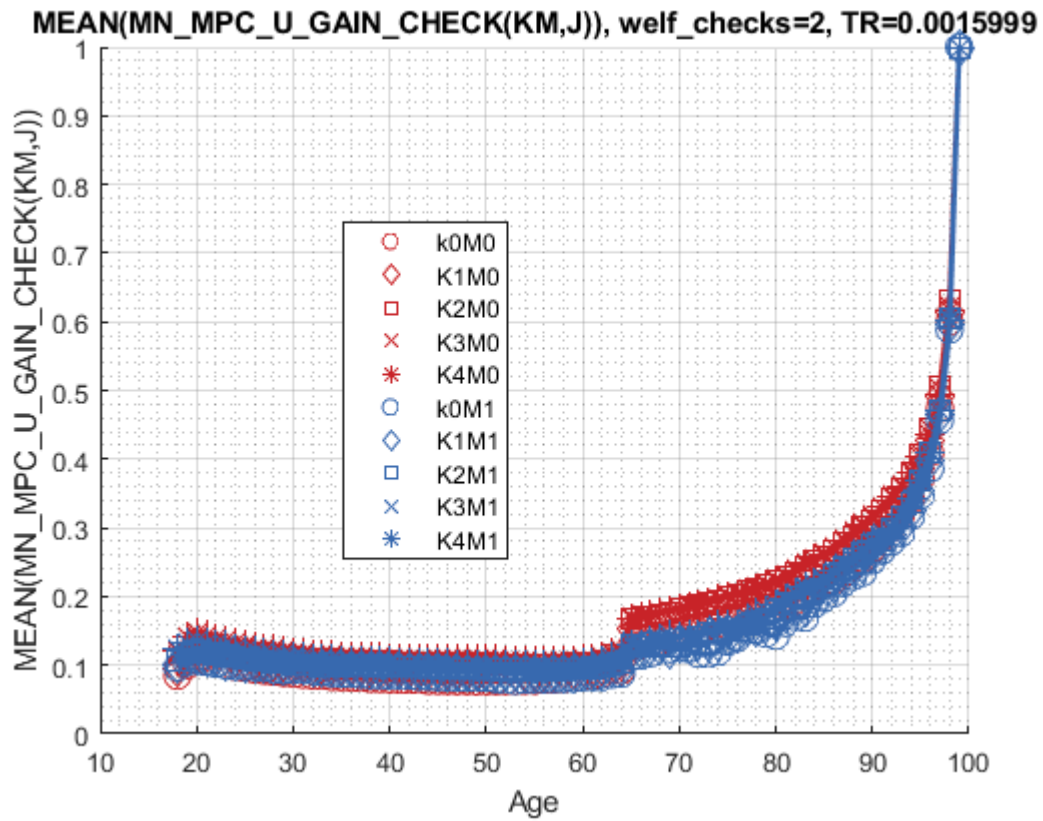 MEAN(MN_MPC_U_GAIN_CHECK(KM,J)), welf_checks=2, TR=0.0015999
MEAN(MN_MPC_U_GAIN_CHECK(KM,J))
1
0.9
0.8
0.7
0.6
0.5
0.4
0.3
0.2
0.1
0
k0M0
K1M0
K2M0
K3M0
K4M0
k0M1
K1M1
K2M1
K3M1
K4M1
10 20 30 40 50 60 70 80 90 100
Age